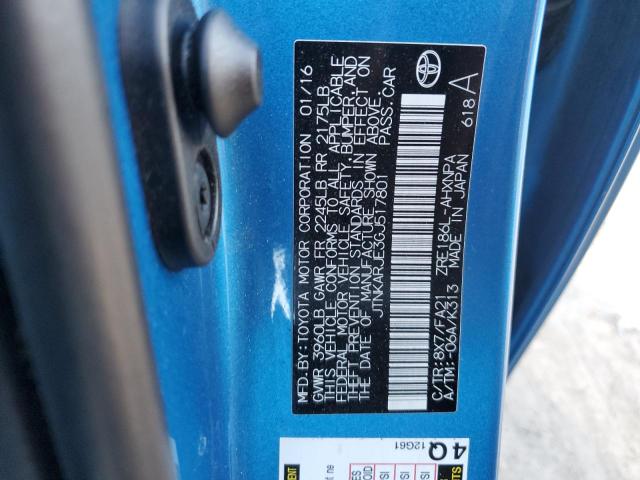 MFD.BY:TOYOTA MOTOR CORPORATION 01/16
GVWR 3960LB GAWR FR 2245LB RR 2175LB
THIS VEHICLE CONFORMS TO ALL APPLICABLE
FEDERAL MOTOR VEHICLE SAFETY, BUMPER, AND
THEFT PREVENTION STANDARDS IN EFFECT ON
THE DATE OF MANUFACTURE SHOWN ABOVE.
JTNKARJE3GJ517801 PASS.CAR
C/TR:8X7/FA21 ZRE186L-AHXNPA
A/TM:-06A/K313 MADE IN JAPAN
618 A
4Q
12G61